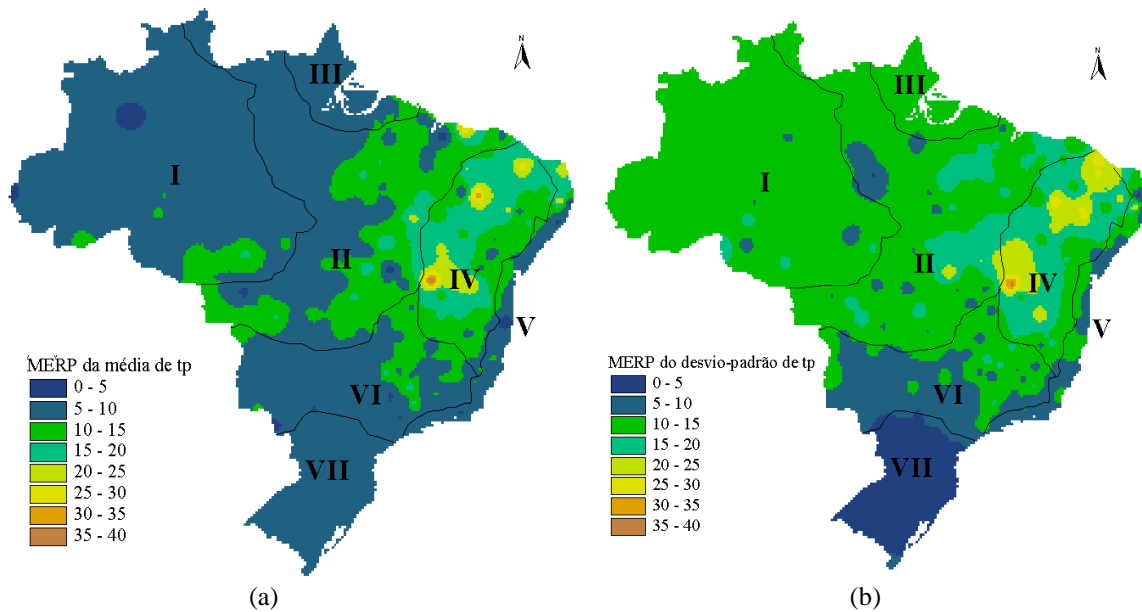 N
III
I
II
IV
V
VI
VII
MERP da média de tp
0 - 5
5 - 10
10 - 15
15 - 20
20 - 25
25 - 30
30 - 35
35 - 40
(a)
N
III
I
II
IV
V
VI
VII
MERP do desvio-padrão de tp
0 - 5
5 - 10
10 - 15
15 - 20
20 - 25
25 - 30
30 - 35
35 - 40
(b)